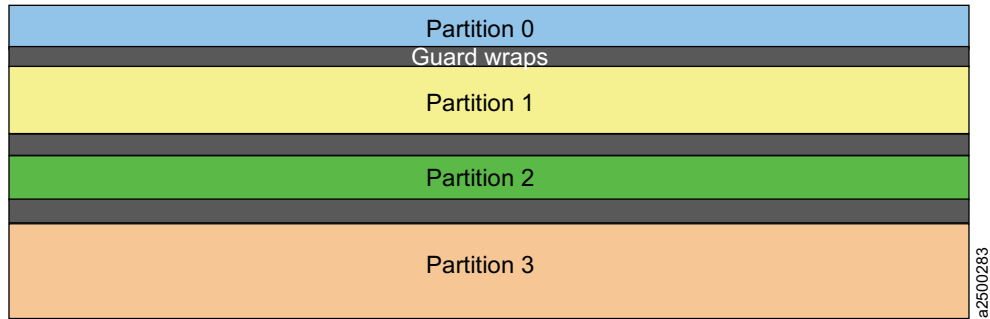 Partition 0
Guard wraps
Partition 1
Partition 2
Partition 3
a2500283